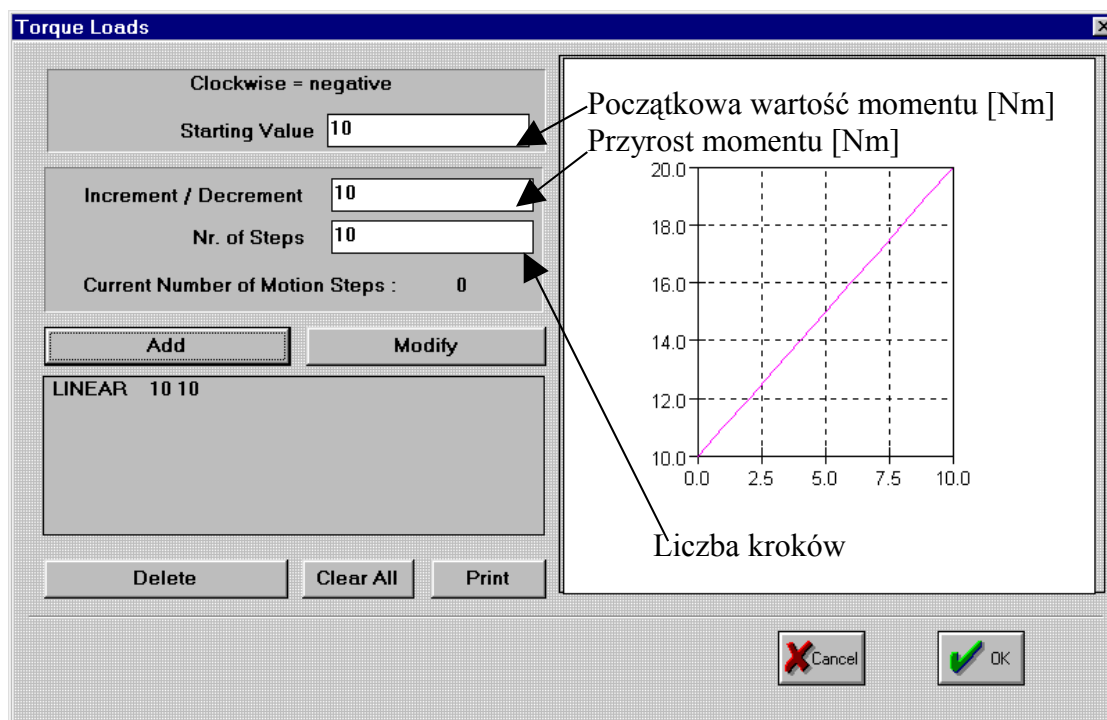 Torque Loads
Clockwise = negative
Starting Value 10
Początkowa wartość momentu [Nm]
Przyrost momentu [Nm]
Increment / Decrement 10
Nr. of Steps 10
Current Number of Motion Steps : 0
Add Modify
LINEAR 10 10
20.0
18.0
16.0
14.0
12.0
10.0
0.0 2.5 5.0 7.5 10.0
Liczba kroków
Delete Clear All Print
Cancel OK